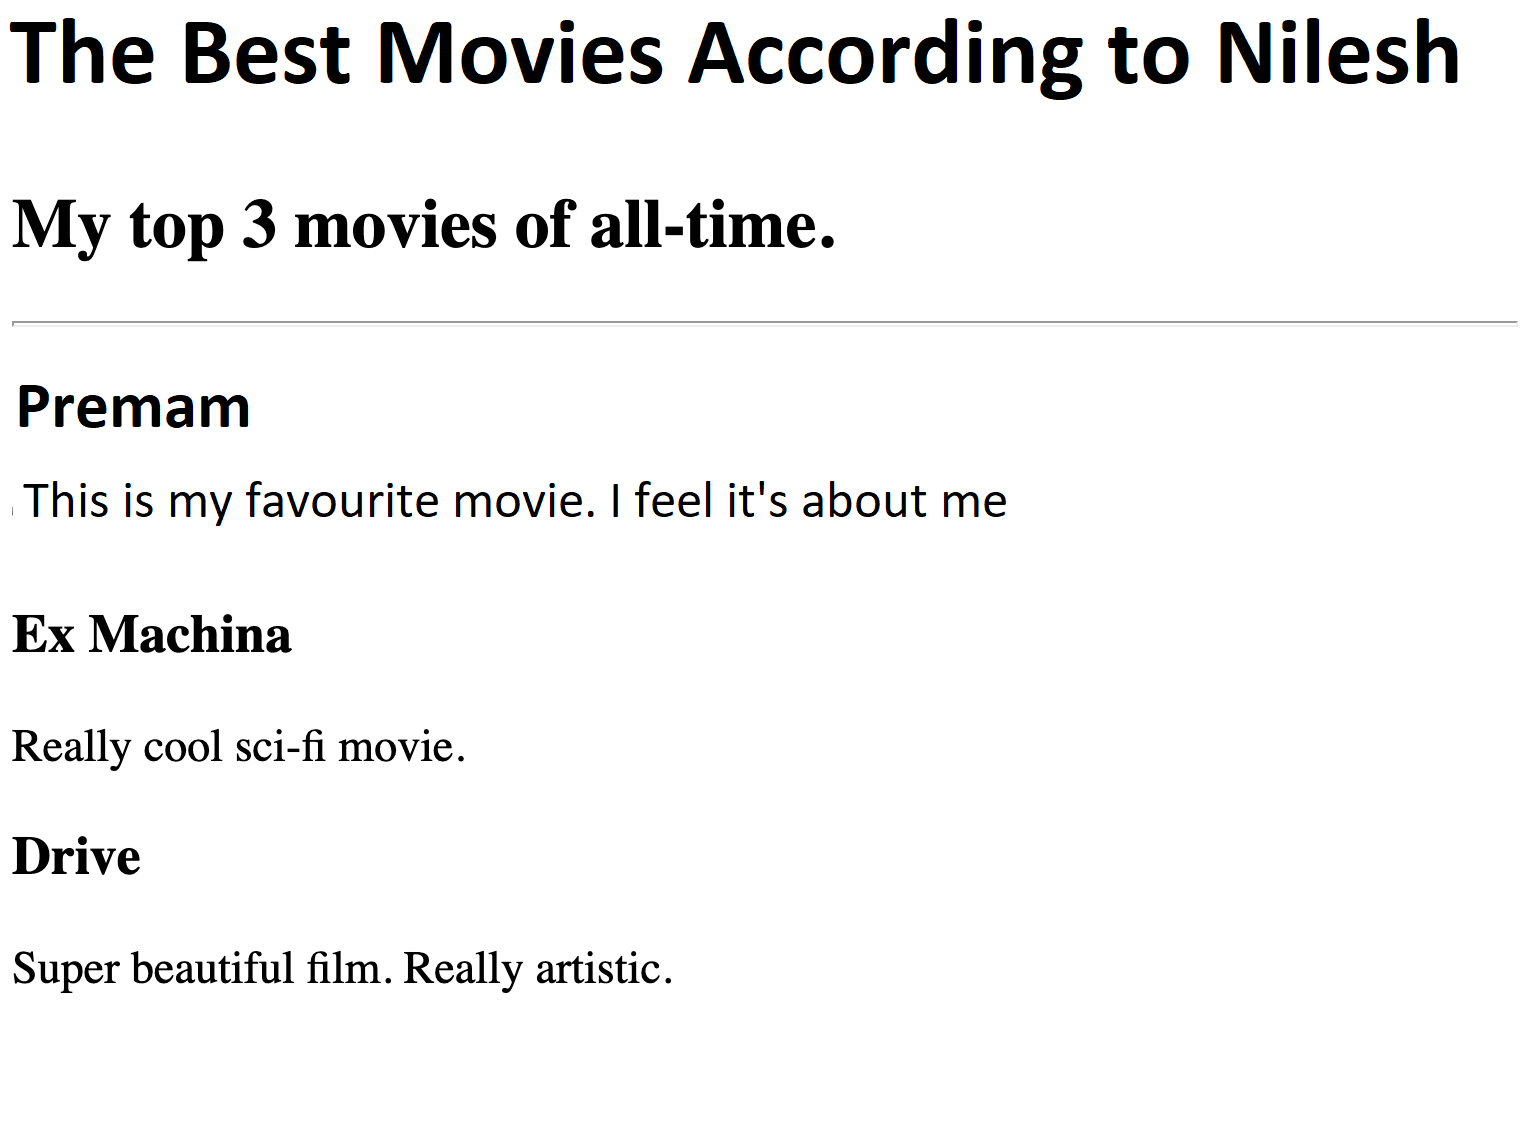 The Best Movies According to Nilesh
My top 3 movies of all-time.
Premam
This is my favourite movie. I feel it's about me
Ex Machina
Really cool sci-fi movie.
Drive
Super beautiful film. Really artistic.